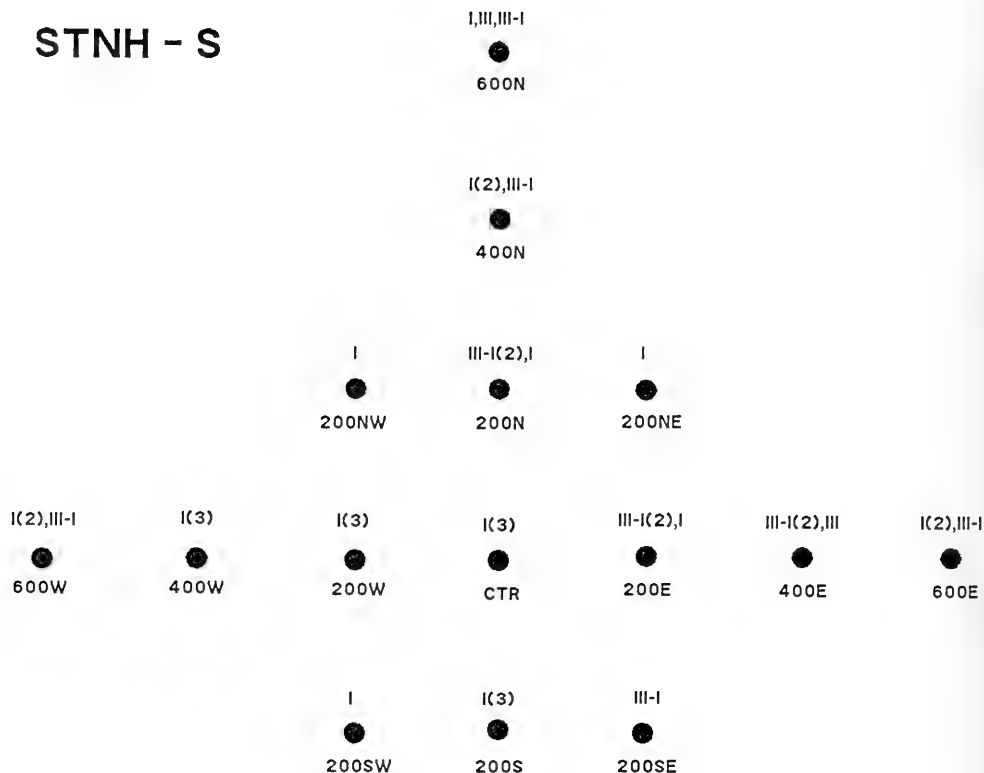 STNH - S
I,III,III-I
600N
I(2),III-I
400N
I III-I(2),I I
200NW 200N 200NE
I(2),III-I I(3) I(3) I(3) III-I(2),I III-I(2),III I(2),III-I
600W 400W 200W CTR 200E 400E 600E
I I(3) III-I
200SW 200S 200SE